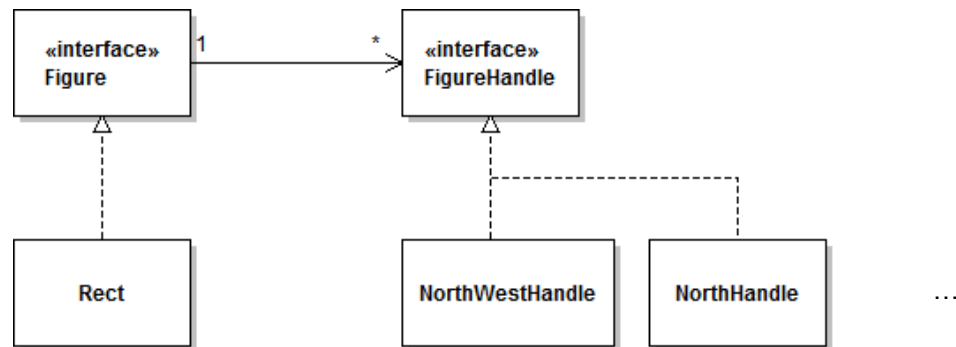 «interface»
Figure
1
*
«interface»
FigureHandle
Rect
NorthWestHandle
NorthHandle
...